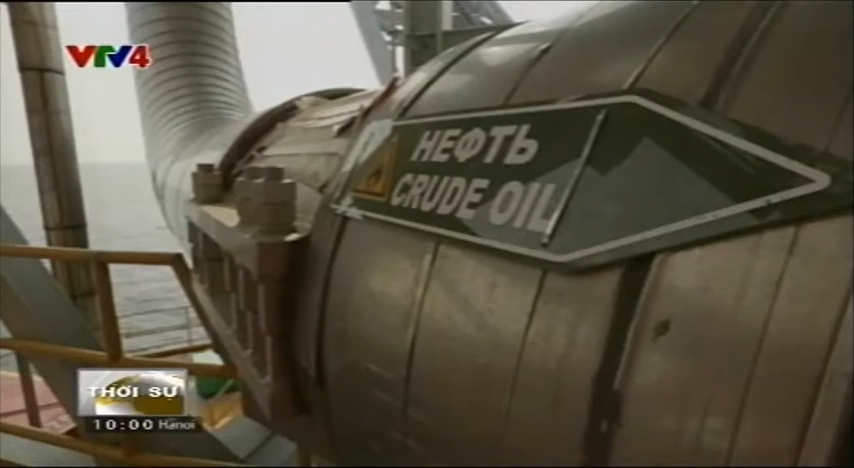 VTV4
НЕФТЬ
CRUDE OIL
THỜI SỰ
10:00 Hanoi